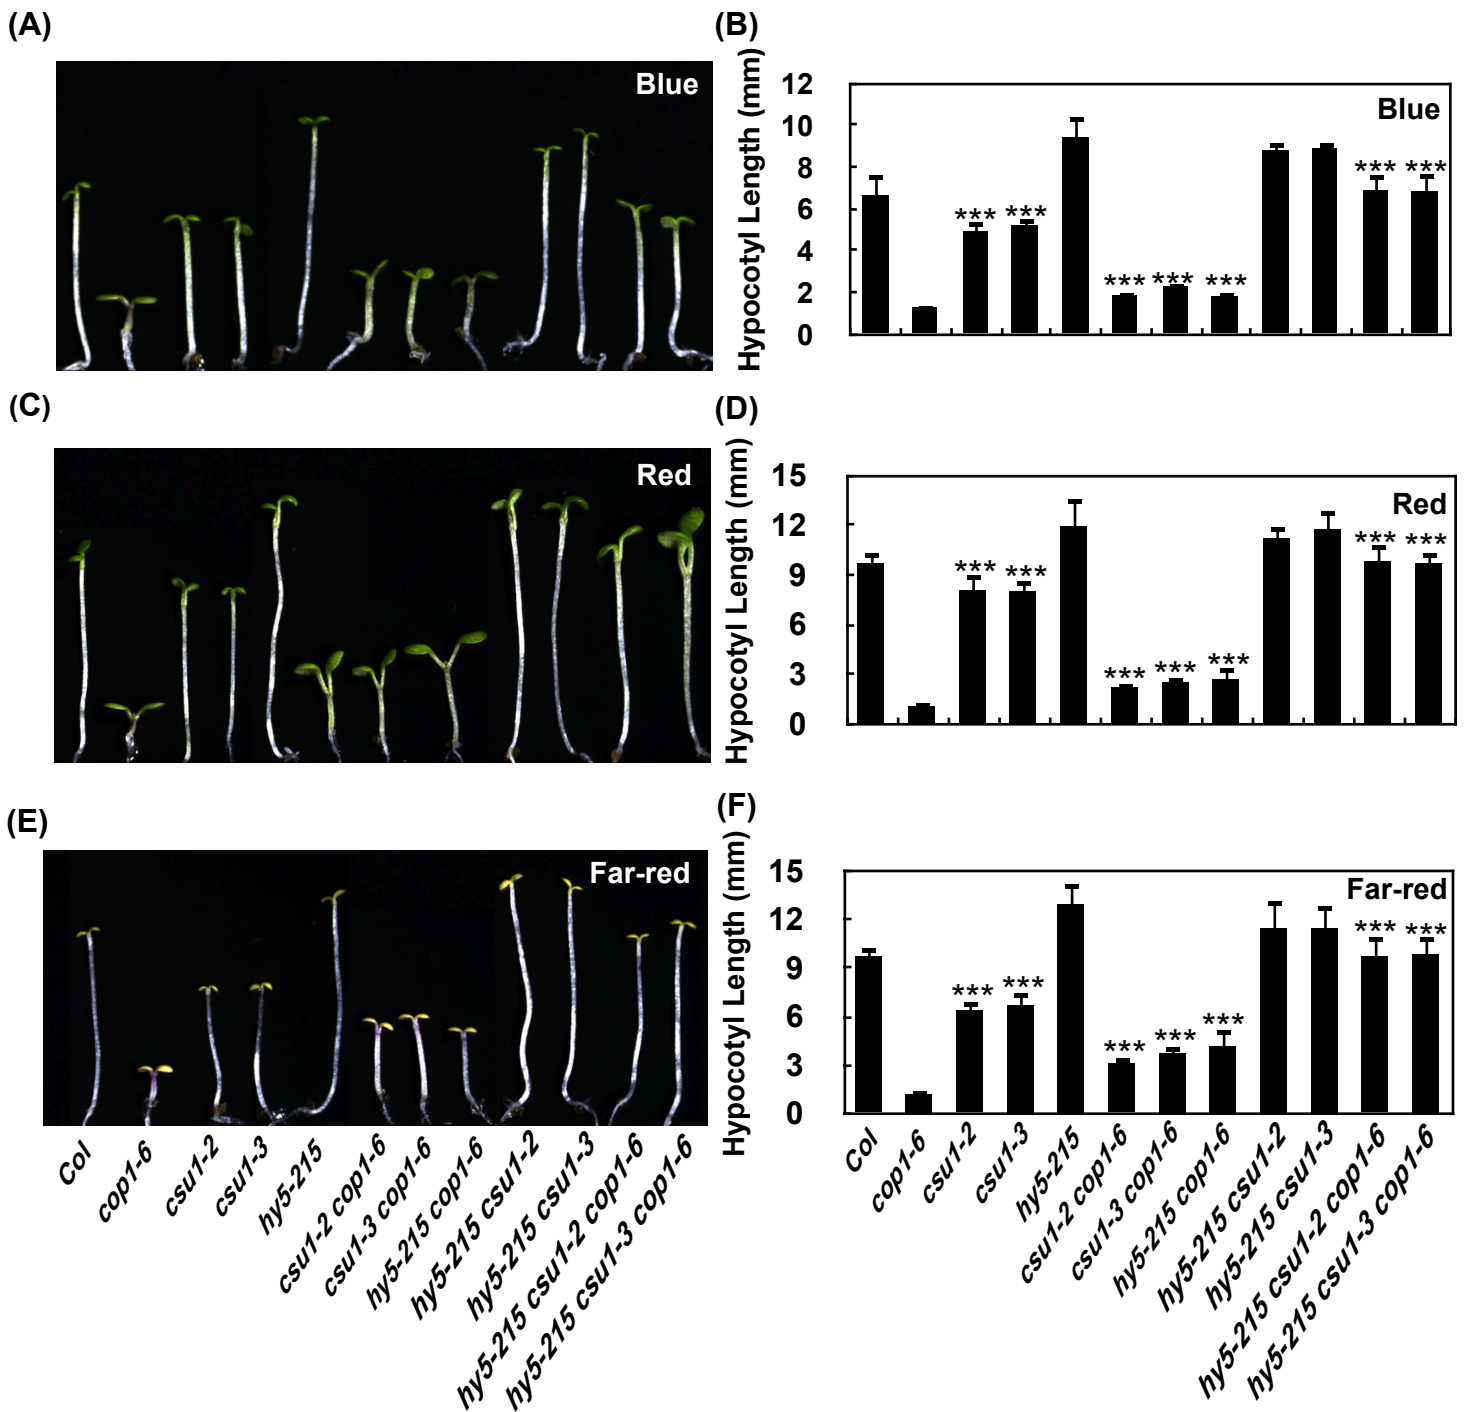 (A)
Blue
(B)
Hypocotyl Length (mm)
12
10
8
6
4
2
0
Blue
***
***
***
***
***
***
***
(C)
Red
(D)
Hypocotyl Length (mm)
15
12
9
6
3
0
Red
***
***
***
***
***
***
***
(E)
Far-red
(F)
Hypocotyl Length (mm)
15
12
9
6
3
0
Far-red
***
***
***
***
***
***
***
Col
cop1-6
csu1-2
csu1-3
hy5-215
csu1-2 cop1-6
csu1-3 cop1-6
hy5-215 cop1-6
hy5-215 csu1-2
hy5-215 csu1-3
hy5-215 csu1-2 cop1-6
hy5-215 csu1-3 cop1-6
Col
cop1-6
csu1-2
csu1-3
hy5-215
csu1-2 cop1-6
csu1-3 cop1-6
hy5-215 cop1-6
hy5-215 csu1-2
hy5-215 csu1-3
hy5-215 csu1-2 cop1-6
hy5-215 csu1-3 cop1-6